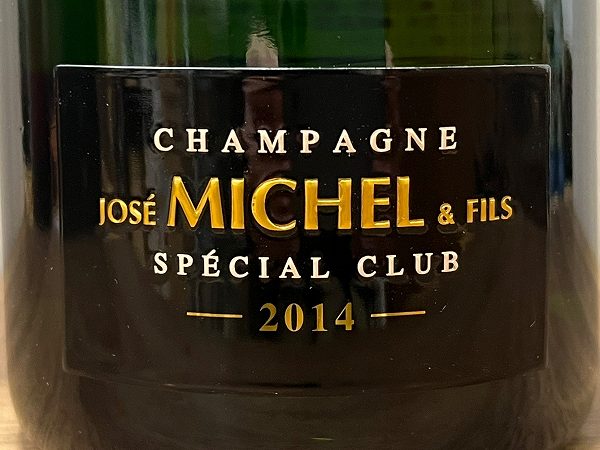 CHAMPAGNE
JOSÉ MICHEL & FILS
SPÉCIAL CLUB
2014